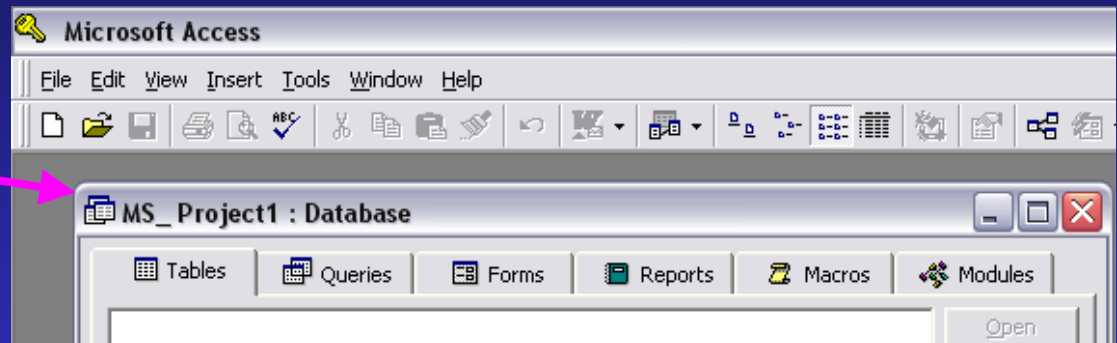 Microsoft Access
File Edit View Insert Tools Window Help
ABC
MS_ Project1 : Database
Tables Queries Forms Reports Macros Modules
Open